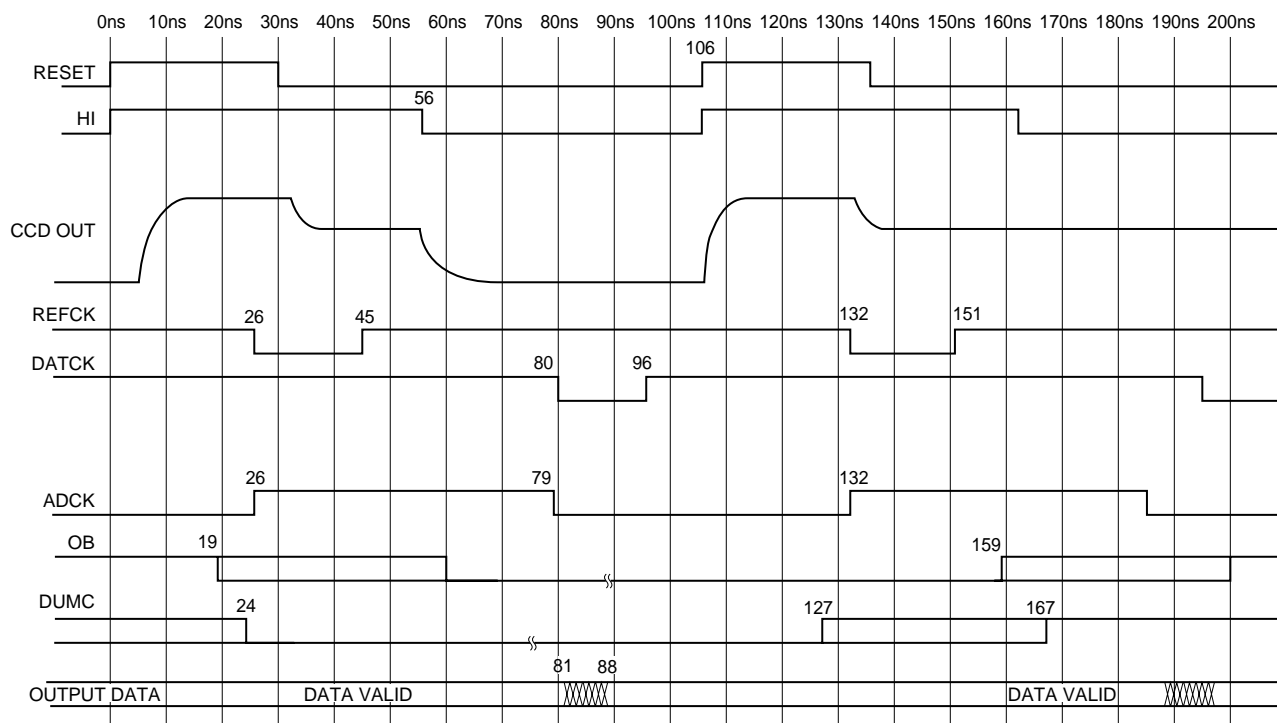 0ns 10ns 20ns 30ns 40ns 50ns 60ns 70ns 80ns 90ns 100ns 110ns 120ns 130ns 140ns 150ns 160ns 170ns 180ns 190ns 200ns
106
RESET
56
HI
CCD OUT
REFCK 26 45 132 151
DATCK 80 96
26 79 132
ADCK
19 OB 159
DUMC 24 127 167
81 88
OUTPUT DATA DATA VALID DATA VALID